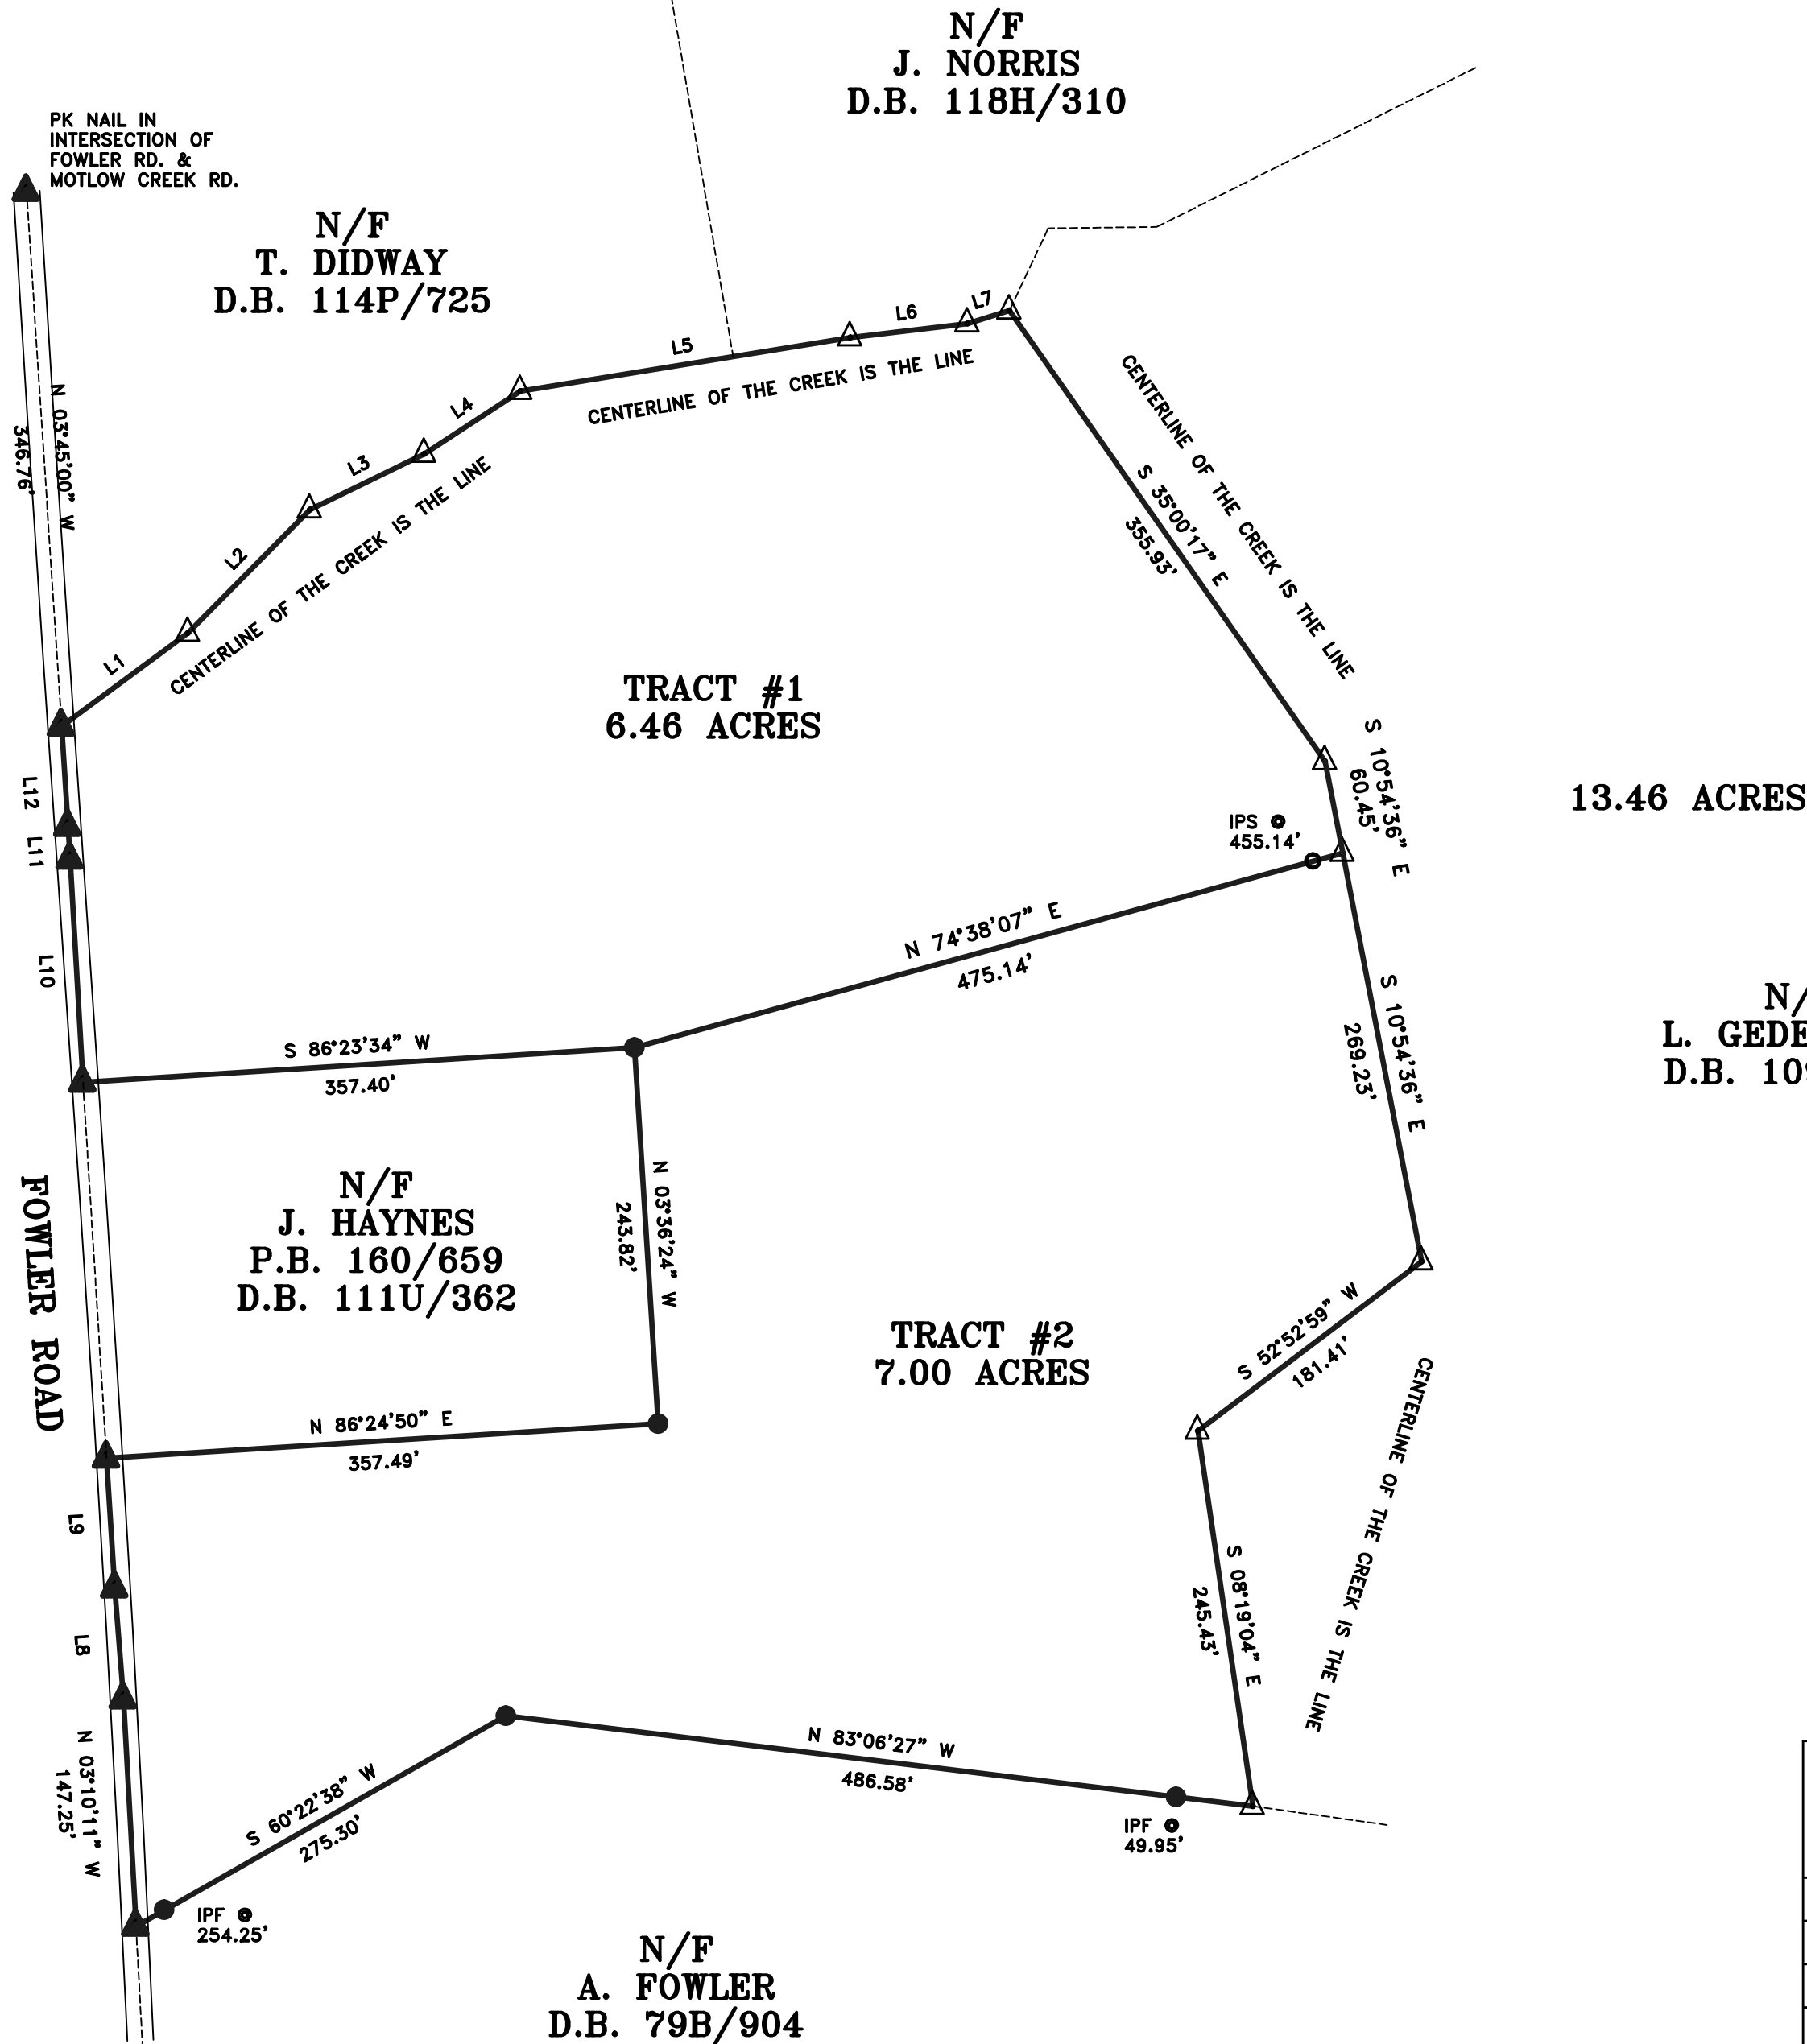 N/F
J. NORRIS
D.B. 118H/310
PK NAIL IN
INTERSECTION OF
FOWLER RD. &
MOTLOW CREEK RD.
N/F
T. DIDWAY
D.B. 114P/725
N 03°45'00" W
346.76'
L1
L2
L3
L4
L5
L6
L7
CENTERLINE OF THE CREEK IS THE LINE
CENTERLINE OF THE CREEK IS THE LINE
CENTERLINE OF THE CREEK IS THE LINE
S 35°00'17" E
355.93'
TRACT #1
6.46 ACRES
S 10°54'36" E
60.45'
13.46 ACRES
IPS
455.14'
L12
L11
L10
N 74°38'07" E
475.14'
S 86°23'34" W
357.40'
S 10°54'36" E
269.23'
N/
L. GEDE
D.B. 109
FOWLER ROAD
N/F
J. HAYNES
P.B. 160/659
D.B. 111U/362
N 03°36'24" W
243.82'
TRACT #2
7.00 ACRES
S 52°52'59" W
181.41'
CENTERLINE OF THE CREEK IS THE LINE
N 86°24'50" E
357.49'
L9
L8
S 08°19'04" E
245.43'
N 83°06'27" W
486.58'
N 03°10'11" W
147.25'
S 60°22'38" W
275.30'
IPF
49.95'
IPF
254.25'
N/F
A. FOWLER
D.B. 79B/904